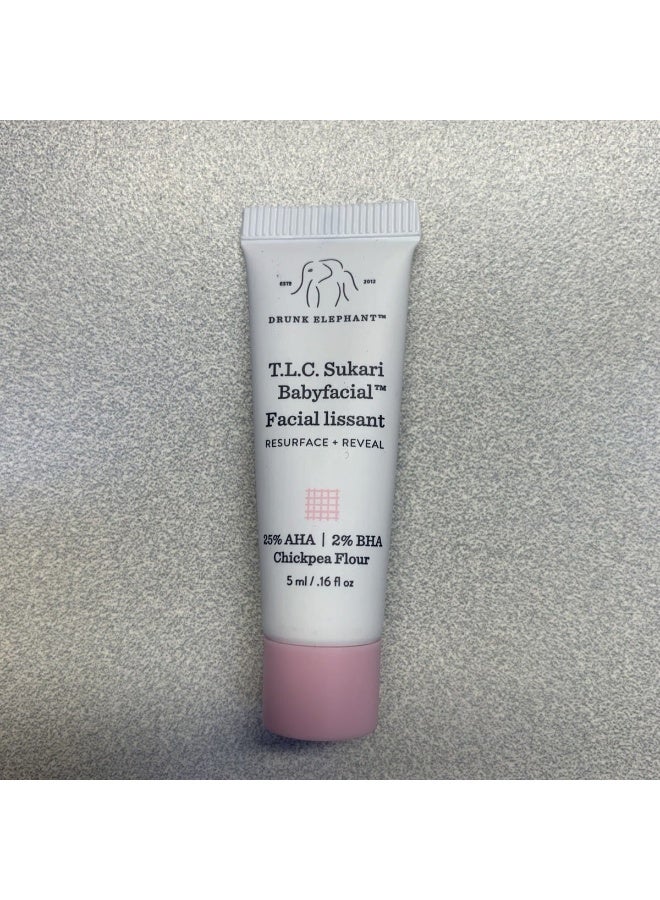 ESTD 2012
DRUNK ELEPHANT™
T.L.C. Sukari
Babyfacial™
Facial lissant
RESURFACE + REVEAL
25% AHA | 2% BHA
Chickpea Flour
5 ml / .16 fl oz